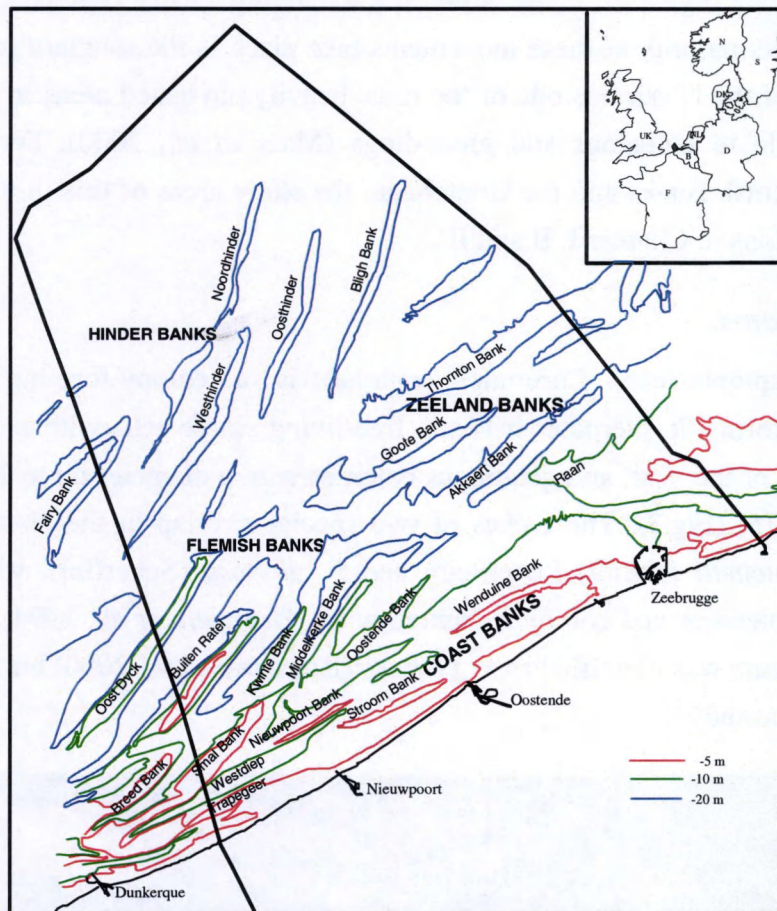 N
S
DK
UK
NL
B
F
Noordhinder
Oosthinder
Bligh Bank
HINDER BANKS
Westhinder
Thornton Bank
ZEELAND BANKS
Goote Bank
Akkaert Bank
Raan
Fairy Bank
FLEMISH BANKS
Wenduine Bank
Zeebrugge
Oost Dyck
Buiten Ratel
Kwinte Bank
Middelkerke Bank
Oostende Bank
COAST BANKS
Oostende
Nieuwpoort Bank
Stroom Bank
Smal Bank
Westdiep
Trapegeer
Breed Bank
Nieuwpoort
Dunkerque
-5 m
-10 m
-20 m